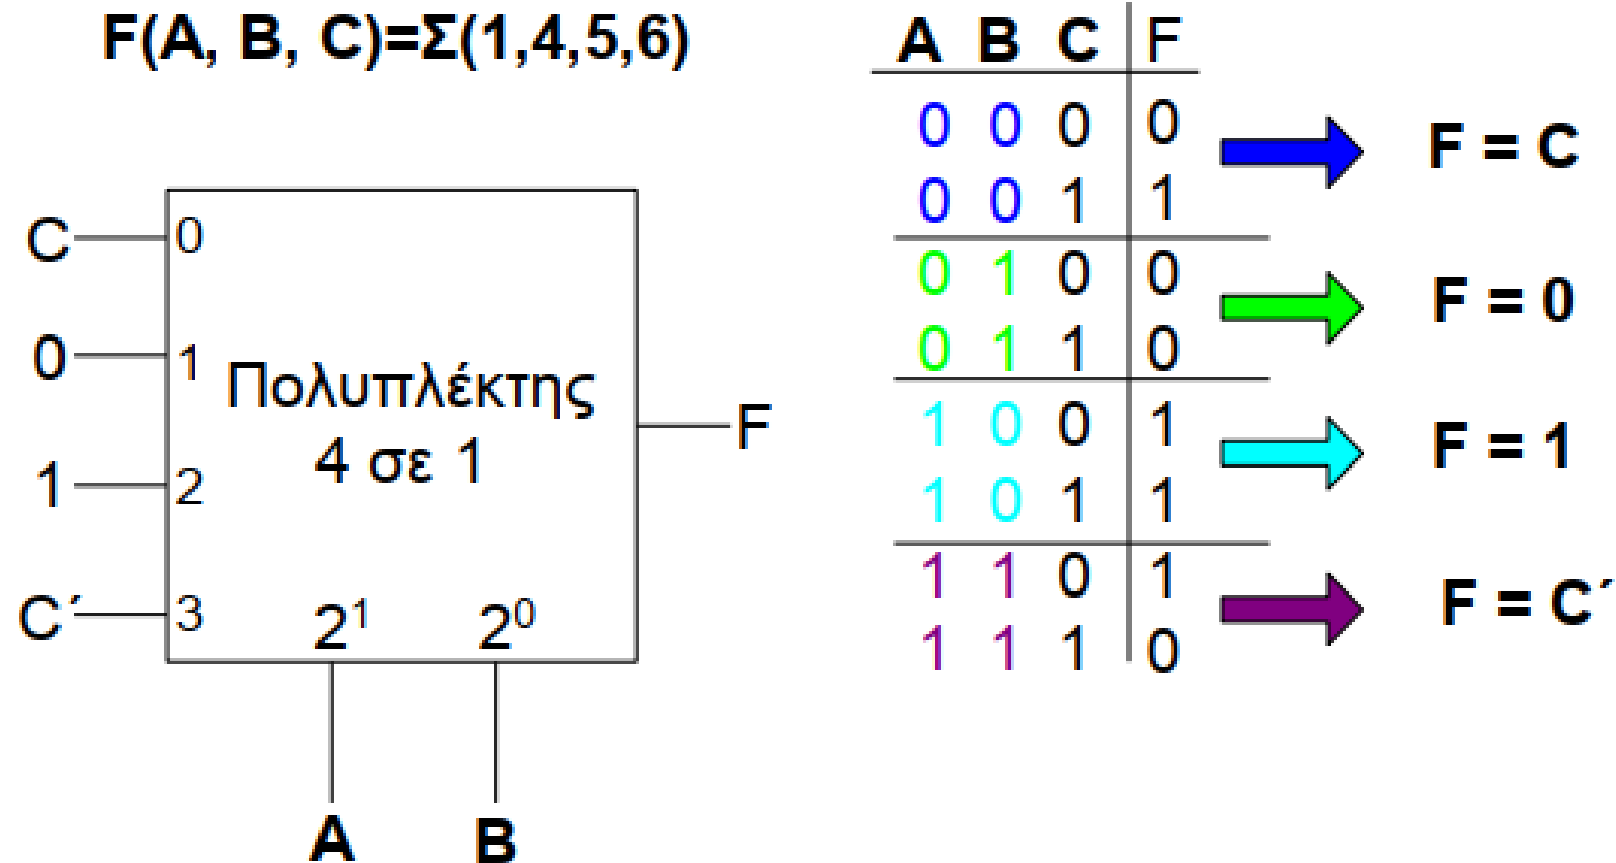 F(A, B, C)=Σ(1,4,5,6)
C 0
0 1
1 2
C´ 3
Πολυπλέκτης
4 σε 1
F
2¹ 2⁰
A B
A B C F
0 0 0 0
0 0 1 1
F = C
0 1 0 0
0 1 1 0
F = 0
1 0 0 1
1 0 1 1
F = 1
1 1 0 1
1 1 1 0
F = C´